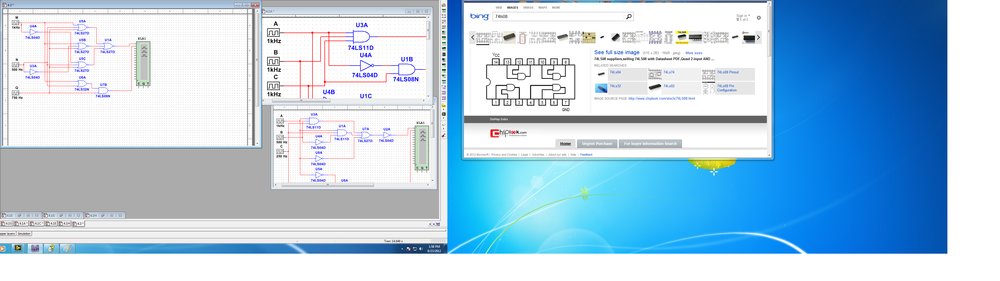 4.3 *
M
1kHz
U4A
74LS04D
U5A
74LS27D
U5B
74LS27D
U1A
74LS27D
XLA1
N
500 Hz
U3A
74LS04D
U5C
74LS27D
U6A
74LS32N
U7B
74LS08N
Q
750 Hz
C Q T
4.1A *
A
1kHz
U3A
74LS11D
B
1kHz
U4A
74LS04D
U1B
74LS08N
C
1kHz
U4B
U1C
A
1kHz
U3A
74LS11D
B
500 Hz
U1A
74LS11D
U7A
74LS27D
U2A
74LS04D
XLA1
U4A
74LS04D
C
250 Hz
U8A
74LS04D
U5A
74LS04D
U6A
C Q T
4.1E
4.1G
4.1H
4.1G
4.1A *
4.1C *
4.1E
4.1H
4.3 *
opper layers
Simulation
Tran: 14.646 s
1:58 PM
8/23/2012
WEB IMAGES VIDEOS MAPS MORE
bing
74ls08
Sign in
5 of 5
74LS08
VCC
14 13 12 11 10 9 8
1 2 3 4 5 6 7
GND
See full size image (515 x 283 · 16kB · jpeg) · More sizes
74LS08 suppliers,selling 74LS08 with Datasheet PDF,Quad 2-Input AND ...
RELATED SEARCHES
74Ls04
74Ls74
74Ls08 Pinout
74Ls32
74Ls02
74Ls08 Pin
Configuration
IMAGE SOURCE PAGE: http://www.chiplook.com/stock/74LS08.html
SiteMap Index
Chiplook.com
Professional ic market
Home
Urgent Purchase
For buyer information Search
© 2012 Microsoft | Privacy and Cookies | Legal | Advertise | About our ads | Help | Feedback